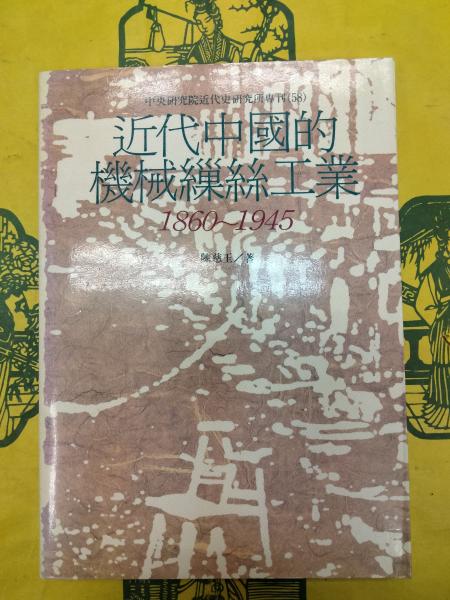 中央研究院近代史研究所專刊(58)
近代中國的
機械繅絲工業
1860~1945
陳慈玉/著